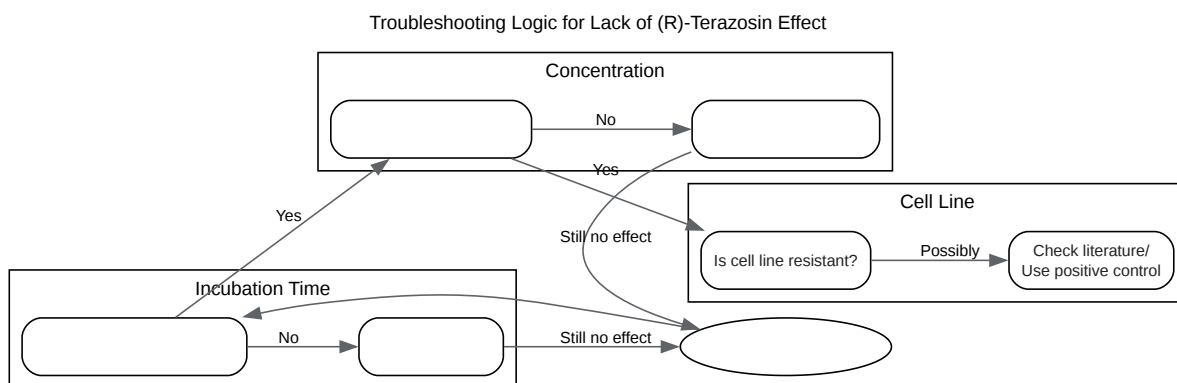 Troubleshooting Logic for Lack of (R)-Terazosin Effect
Concentration
No
Yes
Cell Line
Yes
Still no effect
Is cell line resistant?
Possibly
Check literature/
Use positive control
Incubation Time
No
Still no effect